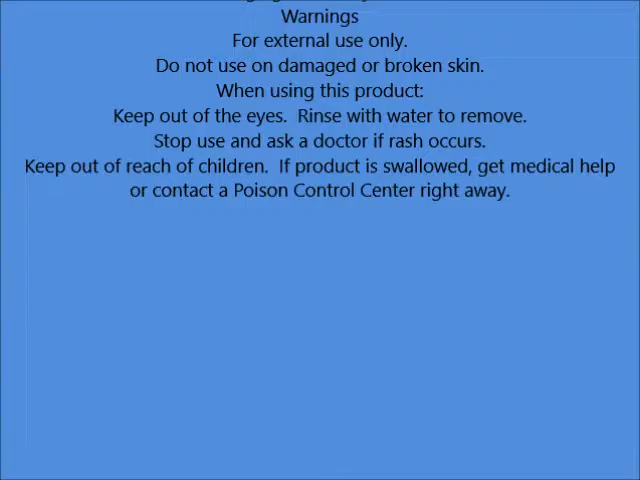 Warnings
For external use only.
Do not use on damaged or broken skin.
When using this product:
Keep out of the eyes.  Rinse with water to remove.
Stop use and ask a doctor if rash occurs.
Keep out of reach of children.  If product is swallowed, get medical help
or contact a Poison Control Center right away.